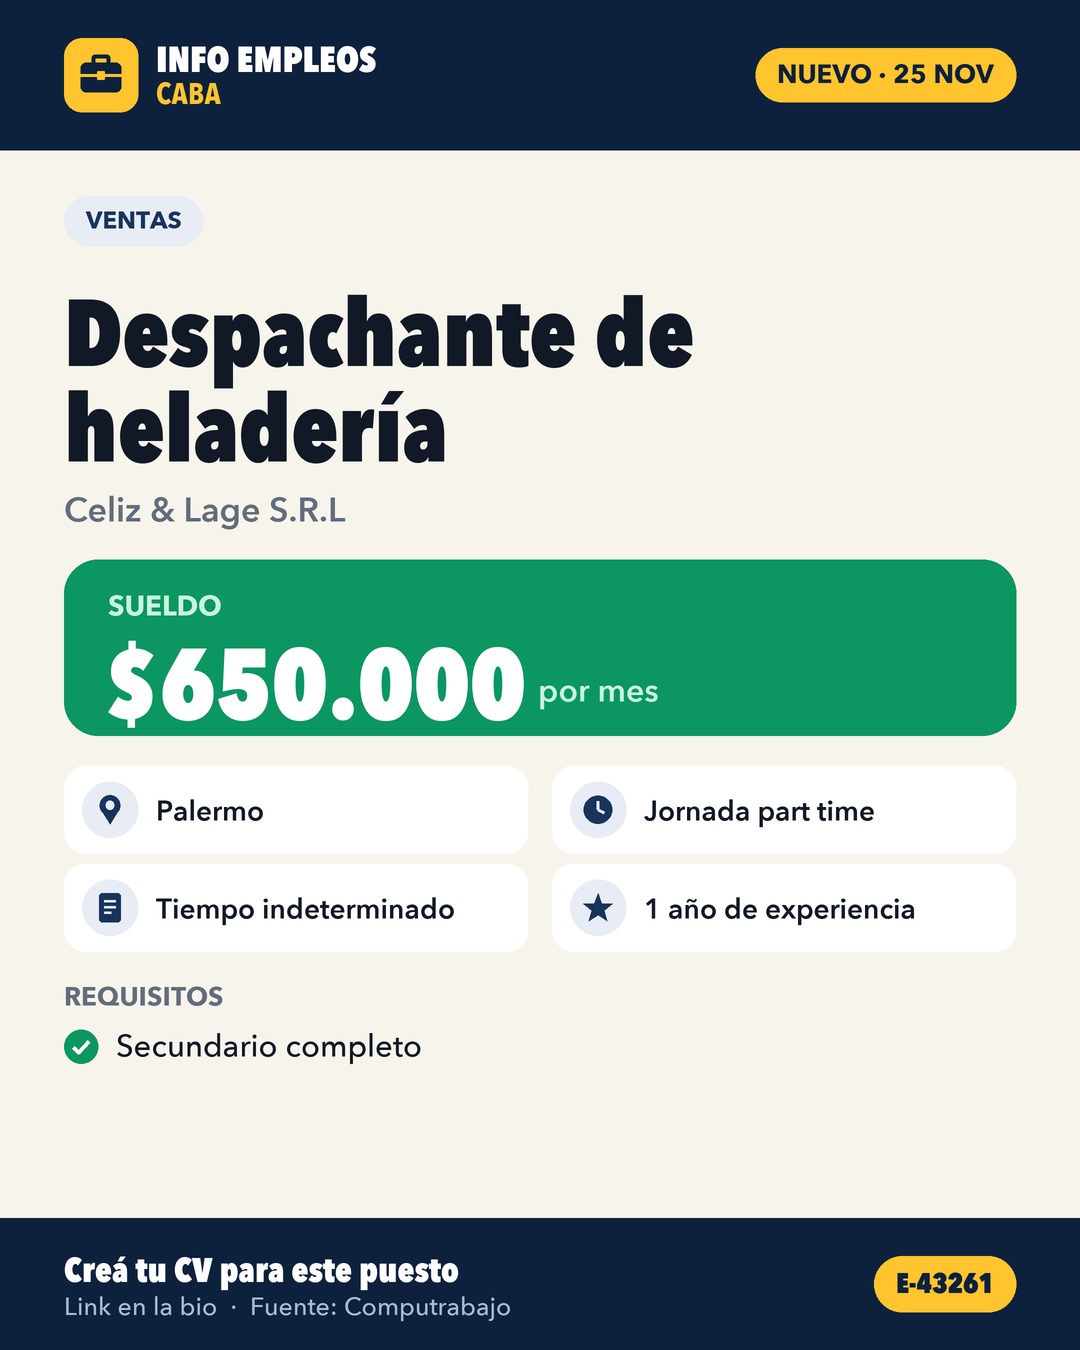 INFO EMPLEOS
CABA
NUEVO · 25 NOV
VENTAS
Despachante de
heladería
Celiz & Lage S.R.L
SUELDO
$650.000 por mes
Palermo
Jornada part time
Tiempo indeterminado
1 año de experiencia
REQUISITOS
Secundario completo
Creá tu CV para este puesto
Link en la bio · Fuente: Computrabajo
E-43261